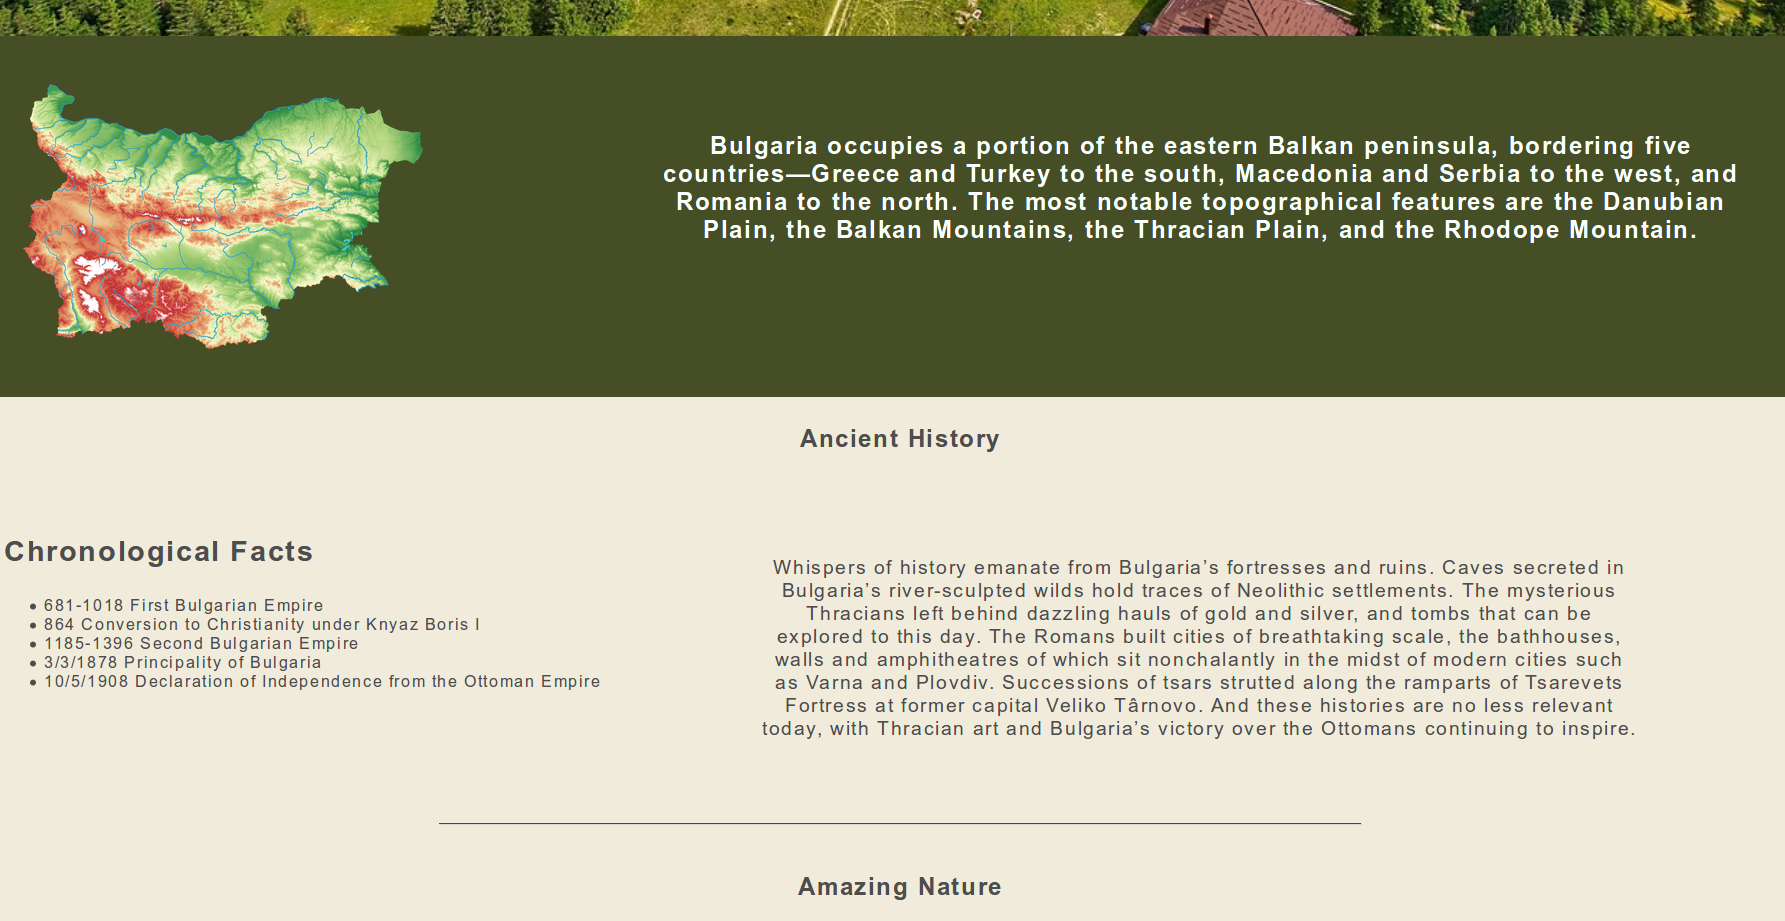 Bulgaria occupies a portion of the eastern Balkan peninsula, bordering five
countries—Greece and Turkey to the south, Macedonia and Serbia to the west, and
Romania to the north. The most notable topographical features are the Danubian
Plain, the Balkan Mountains, the Thracian Plain, and the Rhodope Mountain.
Ancient History
Chronological Facts
• 681-1018 First Bulgarian Empire
• 864 Conversion to Christianity under Knyaz Boris I
• 1185-1396 Second Bulgarian Empire
• 3/3/1878 Principality of Bulgaria
• 10/5/1908 Declaration of Independence from the Ottoman Empire
Whispers of history emanate from Bulgaria’s fortresses and ruins. Caves secreted in
Bulgaria’s river-sculpted wilds hold traces of Neolithic settlements. The mysterious
Thracians left behind dazzling hauls of gold and silver, and tombs that can be
explored to this day. The Romans built cities of breathtaking scale, the bathhouses,
walls and amphitheatres of which sit nonchalantly in the midst of modern cities such
as Varna and Plovdiv. Successions of tsars strutted along the ramparts of Tsarevets
Fortress at former capital Veliko Târnovo. And these histories are no less relevant
today, with Thracian art and Bulgaria’s victory over the Ottomans continuing to inspire.
Amazing Nature